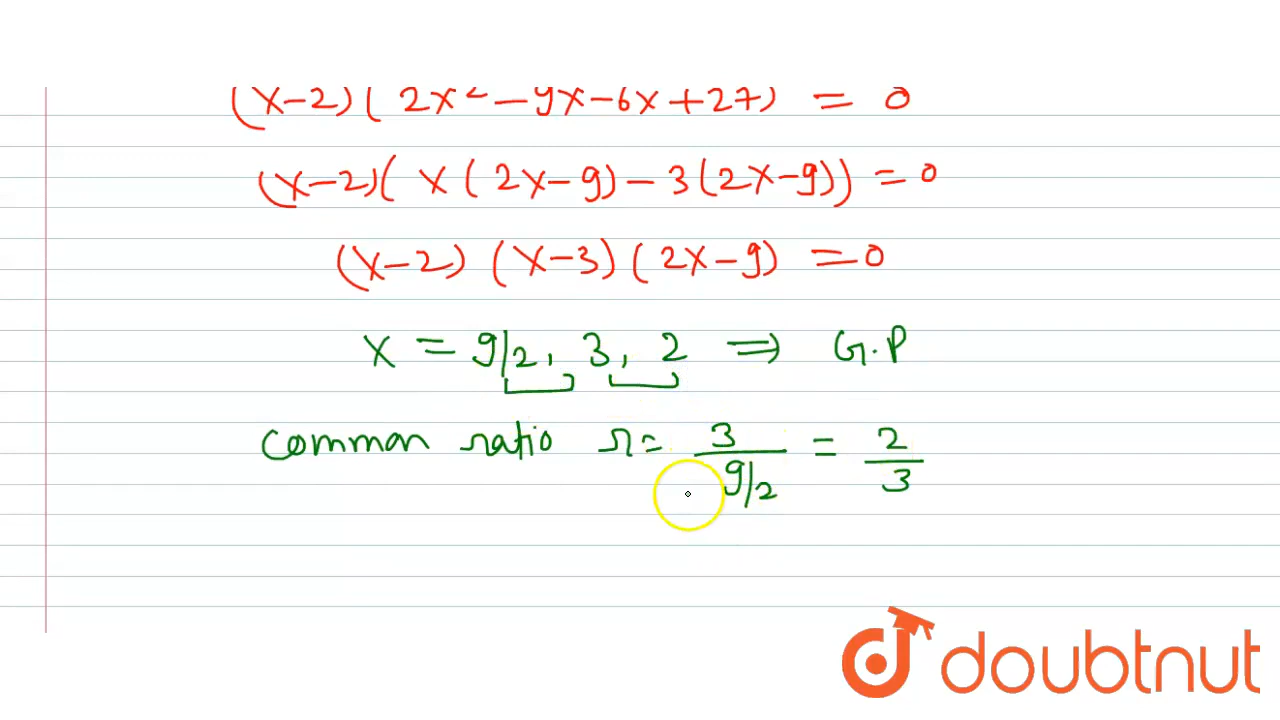 (x-2)(2x² - 9x - 6x + 27) = 0
(x-2)(x(2x-9) - 3(2x-9)) = 0
(x-2) (x-3) (2x-9) = 0
x = 9/2, 3, 2 ⇒ G.P
common ratio r = 3/(9/2) = 2/3
doubtnut